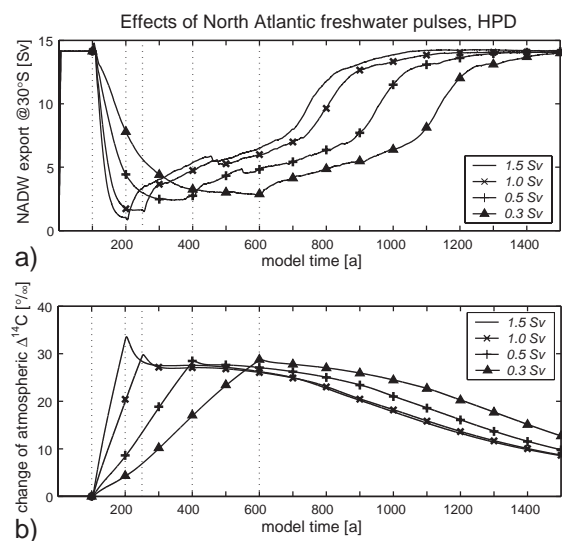 Effects of North Atlantic freshwater pulses, HPD
NADW export @30°S [Sv]
15
10
5
0
1.5 Sv
1.0 Sv
0.5 Sv
0.3 Sv
200 400 600 800 1000 1200 1400
model time [a]
a)
change of atmospheric Δ¹⁴C [°/∞]
40
30
20
10
0
1.5 Sv
1.0 Sv
0.5 Sv
0.3 Sv
200 400 600 800 1000 1200 1400
model time [a]
b)